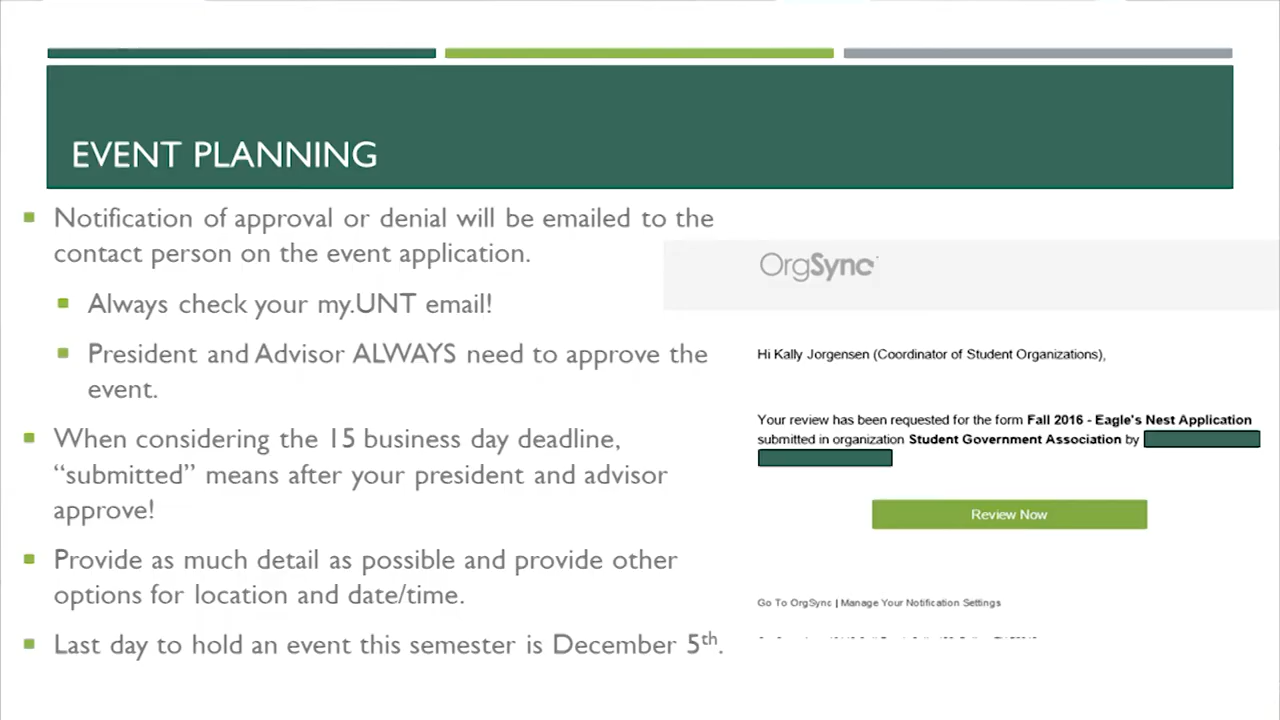 EVENT PLANNING
Notification of approval or denial will be emailed to the
contact person on the event application.
Always check your my.UNT email!
President and Advisor ALWAYS need to approve the
event.
When considering the 15 business day deadline,
“submitted” means after your president and advisor
approve!
Provide as much detail as possible and provide other
options for location and date/time.
Last day to hold an event this semester is December 5th.
OrgSync
Hi Kally Jorgensen (Coordinator of Student Organizations),
Your review has been requested for the form Fall 2016 - Eagle's Nest Application
submitted in organization Student Government Association by
Review Now
Go To OrgSync | Manage Your Notification Settings